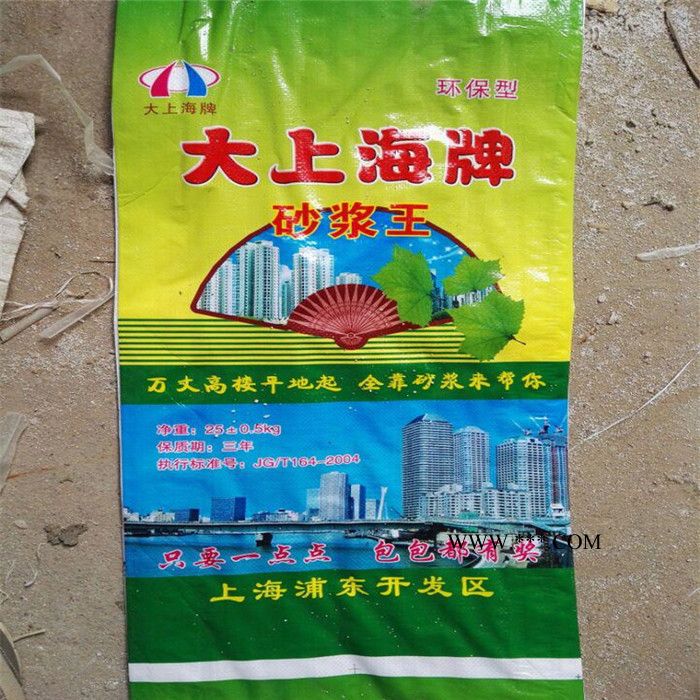 大上海牌
环保型
大上海牌
砂浆王
万丈高楼平地起 全靠砂浆来帮你
净重：25±0.5kg
保质期：三年
执行标准号：JG/T164-2004
WWW. .COM
只要一点点 包包都有奖
上海浦东开发区